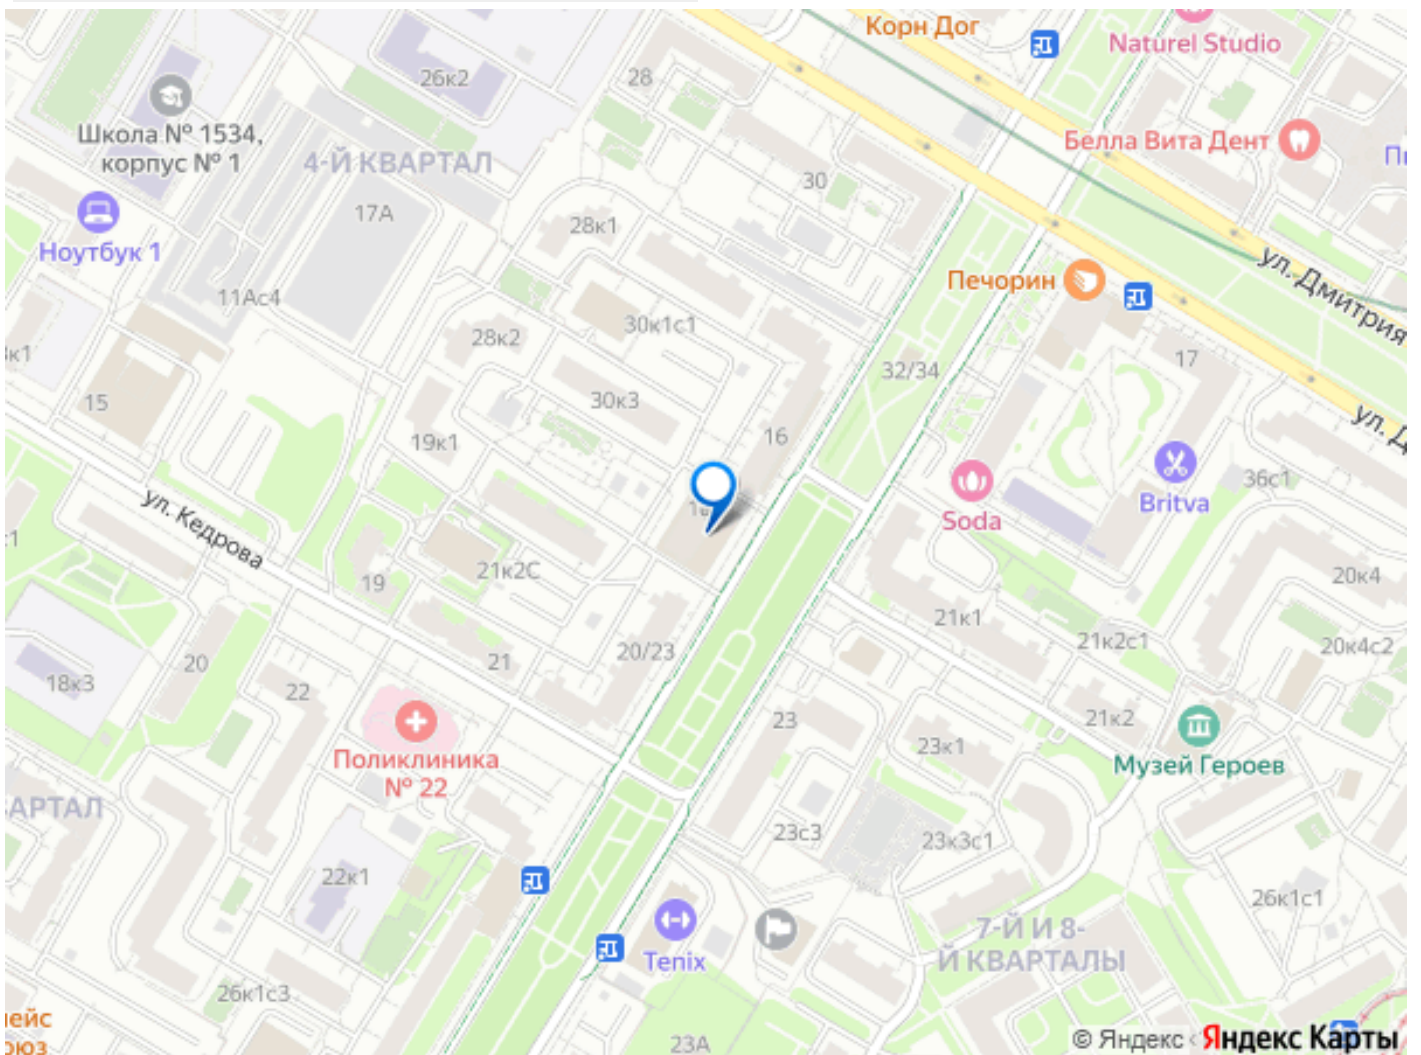 Корн Дог
Naturel Studio
26к2
28
Школа № 1534,
корпус № 1
4-Й КВАРТАЛ
Белла Вита Дент
30
17А
28к1
Ноутбук 1
ул. Дмитрия
Печорин
11Ас4
30к1с1
28к2
17
32/34
15
30к3
19к1
16
ул. Д
36с1
Britva
Soda
ул. Кедрова
21к2С
19
20к4
21к1
21к2с1
20к4с2
20/23
21
20
18к3
22
23
21к2
23к1
Музей Героев
Поликлиника
№ 22
23с3
23к3с1
22к1
26к1с1
7-Й И 8-
Й КВАРТАЛЫ
Tenix
26к1с3
23А
© Яндекс
Яндекс Карты